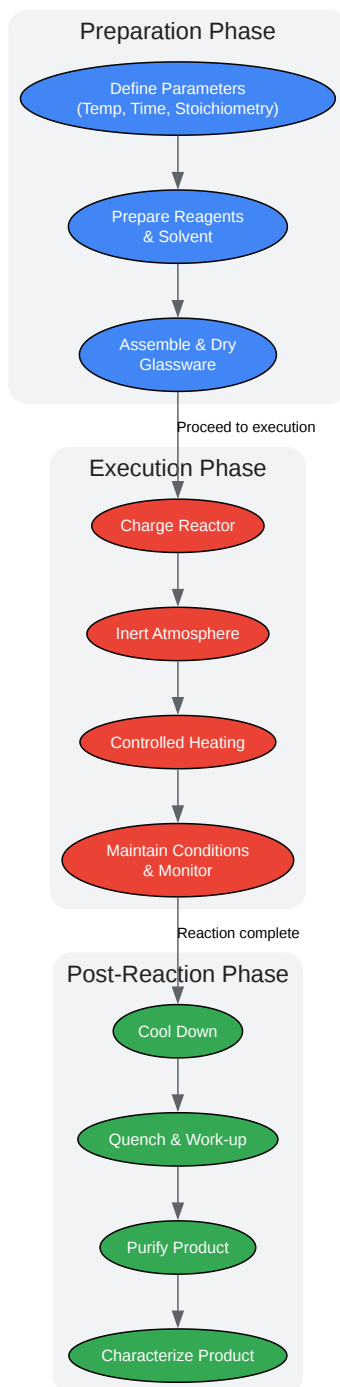 Preparation Phase
Define Parameters
(Temp, Time, Stoichiometry)
Prepare Reagents
& Solvent
Assemble & Dry
Glassware
Proceed to execution
Execution Phase
Charge Reactor
Inert Atmosphere
Controlled Heating
Maintain Conditions
& Monitor
Reaction complete
Post-Reaction Phase
Cool Down
Quench & Work-up
Purify Product
Characterize Product